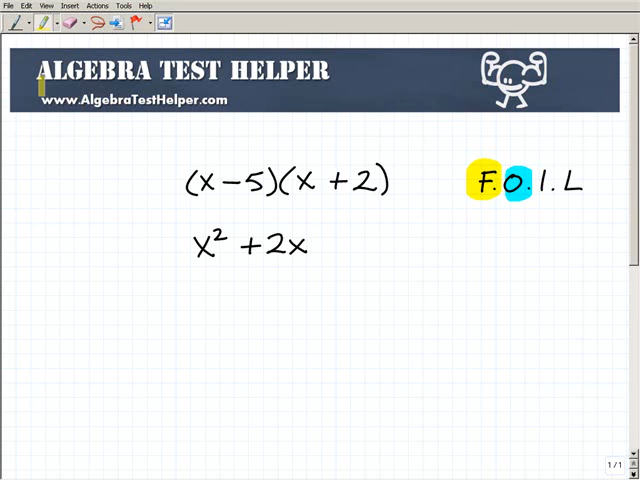 File Edit View Insert Actions Tools Help
ALGEBRA TEST HELPER
www.AlgebraTestHelper.com
(x - 5)(x + 2) F.O.I.L
x² + 2x
1/1